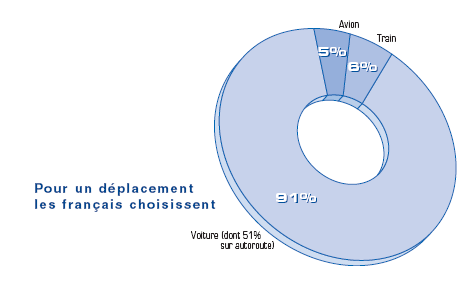 Avion
Train
5%
6%
91%
Pour un déplacement
les français choisissent
Voiture (dont 51%
sur autoroute)